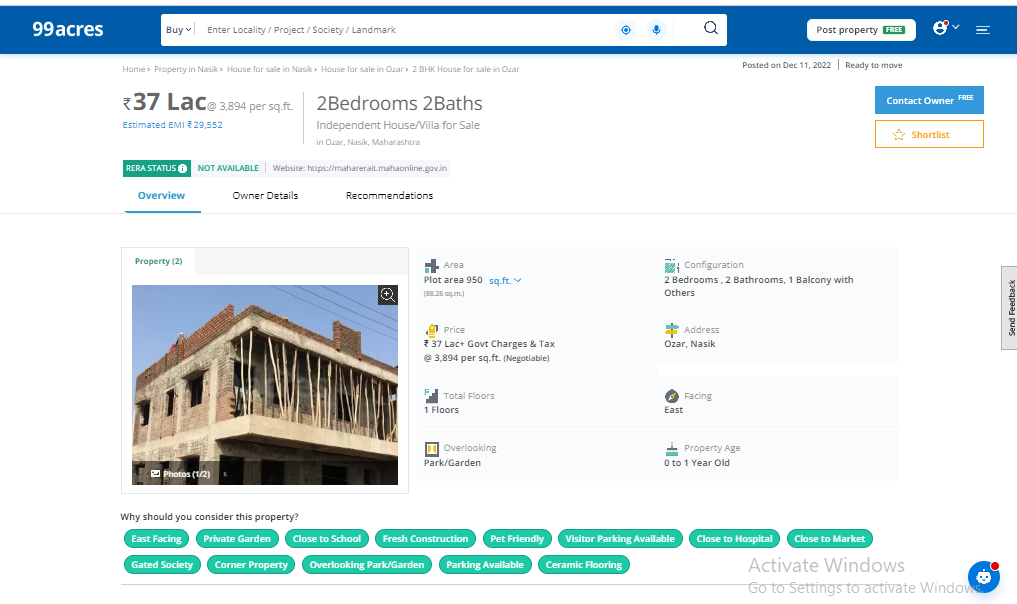 99acres
Buy
Enter Locality / Project / Society / Landmark
Post property FREE
Home › Property in Nasik › House for sale in Nasik › House for sale in Ozar › 2 BHK House for sale in Ozar
Posted on Dec 11, 2022 | Ready to move
₹37 Lac @ 3,894 per sq.ft.
Estimated EMI ₹ 29,552
2Bedrooms 2Baths
Independent House/Villa for Sale
in Ozar, Nasik, Maharashtra
Contact Owner FREE
Shortlist
RERA STATUS NOT AVAILABLE Website: https://maharerait.mahaonline.gov.in
Overview Owner Details Recommendations
Property (2)
Photos (1/2)
Area
Plot area 950 sq.ft.
(88.26 sq.m.)
Configuration
2 Bedrooms , 2 Bathrooms, 1 Balcony with
Others
Price
₹ 37 Lac+ Govt Charges & Tax
@ 3,894 per sq.ft. (Negotiable)
Address
Ozar, Nasik
Total Floors
1 Floors
Facing
East
Overlooking
Park/Garden
Property Age
0 to 1 Year Old
Send Feedback
Why should you consider this property?
East Facing Private Garden Close to School Fresh Construction Pet Friendly Visitor Parking Available Close to Hospital Close to Market
Gated Society Corner Property Overlooking Park/Garden Parking Available Ceramic Flooring
Activate Windows
Go to Settings to activate Windows.